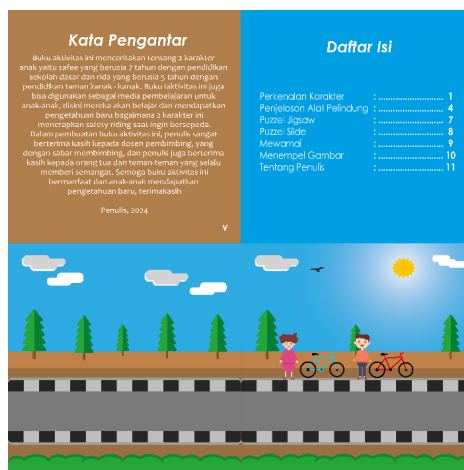 Kata Pengantar
Buku aktivitas ini menceritakan tentang 2 karakter
anak yaitu safee yang berusia 7 tahun dengan pendidikan
sekolah dasar dan rida yang berusia 5 tahun dengan
pendidikan taman kanak - kanak. Buku iaktivitas ini juga
bisa digunakan sebagai media pembelajaran untuk
anak-anak, disini mereka akan belajar dan mendapatkan
pengetahuan baru bagaimana 2 karakter ini
menerapkan safety riding saat ingin bersepeda.
Dalam pembuatan buku aktivitas ini, penulis sangat
berterima kasih kepada dosen pembimbing, yang
dengan sabar membimbing, dan penulis juga berterima
kasih kepada orang tua dan teman-teman yang selalu
memberi semangat. Semoga buku aktivitas ini
bermanfaat dan anak-anak mendapatkan
pengetahuan baru, terimakasih
Penulis, 2024
v
Daftar Isi
Perkenalan Karakter : ........................ 1
Penjelasan Alat Pelindung : ........................ 4
Puzzel Jigsaw : ........................ 7
Puzzel Slide : ........................ 8
Mewarnai : ........................ 9
Menempel Gambar : ........................ 10
Tentang Penulis : ........................ 11